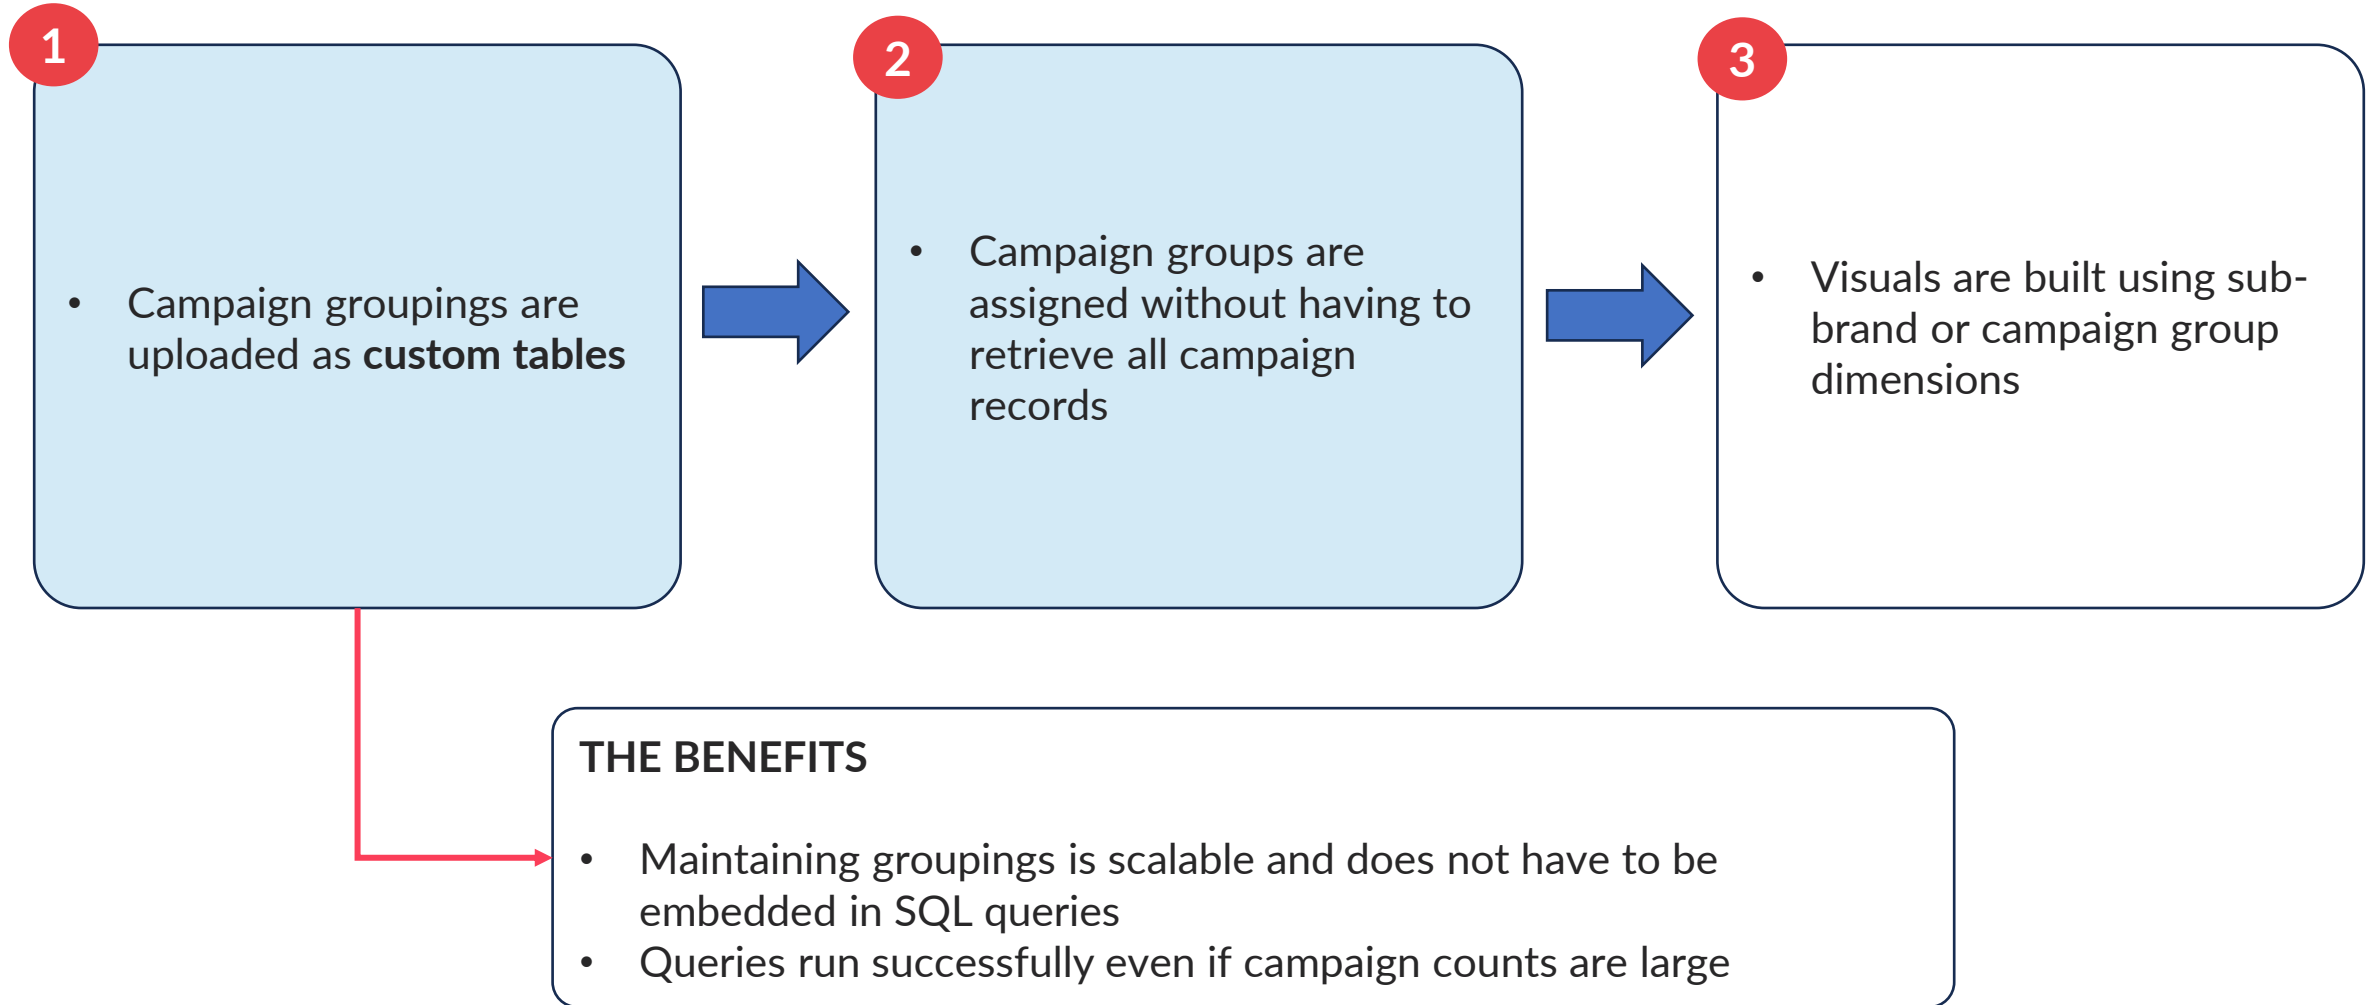 1
• Campaign groupings are
uploaded as custom tables
2
• Campaign groups are
assigned without having to
retrieve all campaign
records
3
• Visuals are built using sub-
brand or campaign group
dimensions
THE BENEFITS
• Maintaining groupings is scalable and does not have to be
embedded in SQL queries
• Queries run successfully even if campaign counts are large